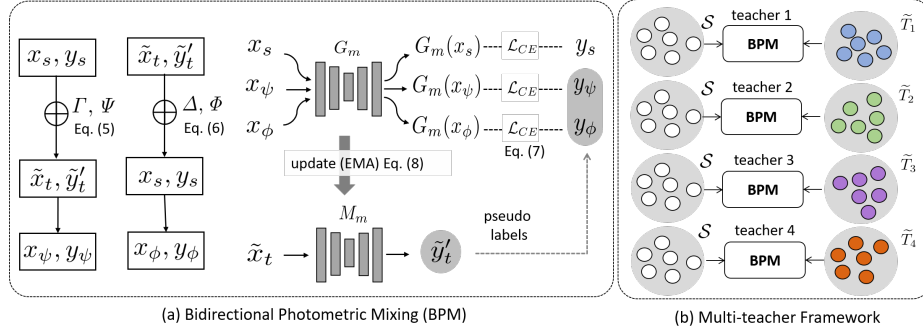 x_s, y_s
x̃_t, ỹ'_t
Γ, Ψ
Eq. (5)
Δ, Φ
Eq. (6)
x̃_t, ỹ'_t
x_s, y_s
x_ψ, y_ψ
x_ϕ, y_ϕ
G_m
x_s
G_m(x_s)
L_CE
y_s
x_ψ
G_m(x_ψ)
L_CE
y_ψ
x_ϕ
G_m(x_ϕ)
L_CE
y_ϕ
Eq. (7)
update (EMA) Eq. (8)
M_m
x̃_t
ỹ'_t
pseudo
labels
(a) Bidirectional Photometric Mixing (BPM)
S
teacher 1
T̃_1
BPM
S
teacher 2
T̃_2
BPM
S
teacher 3
T̃_3
BPM
S
teacher 4
T̃_4
BPM
(b) Multi-teacher Framework